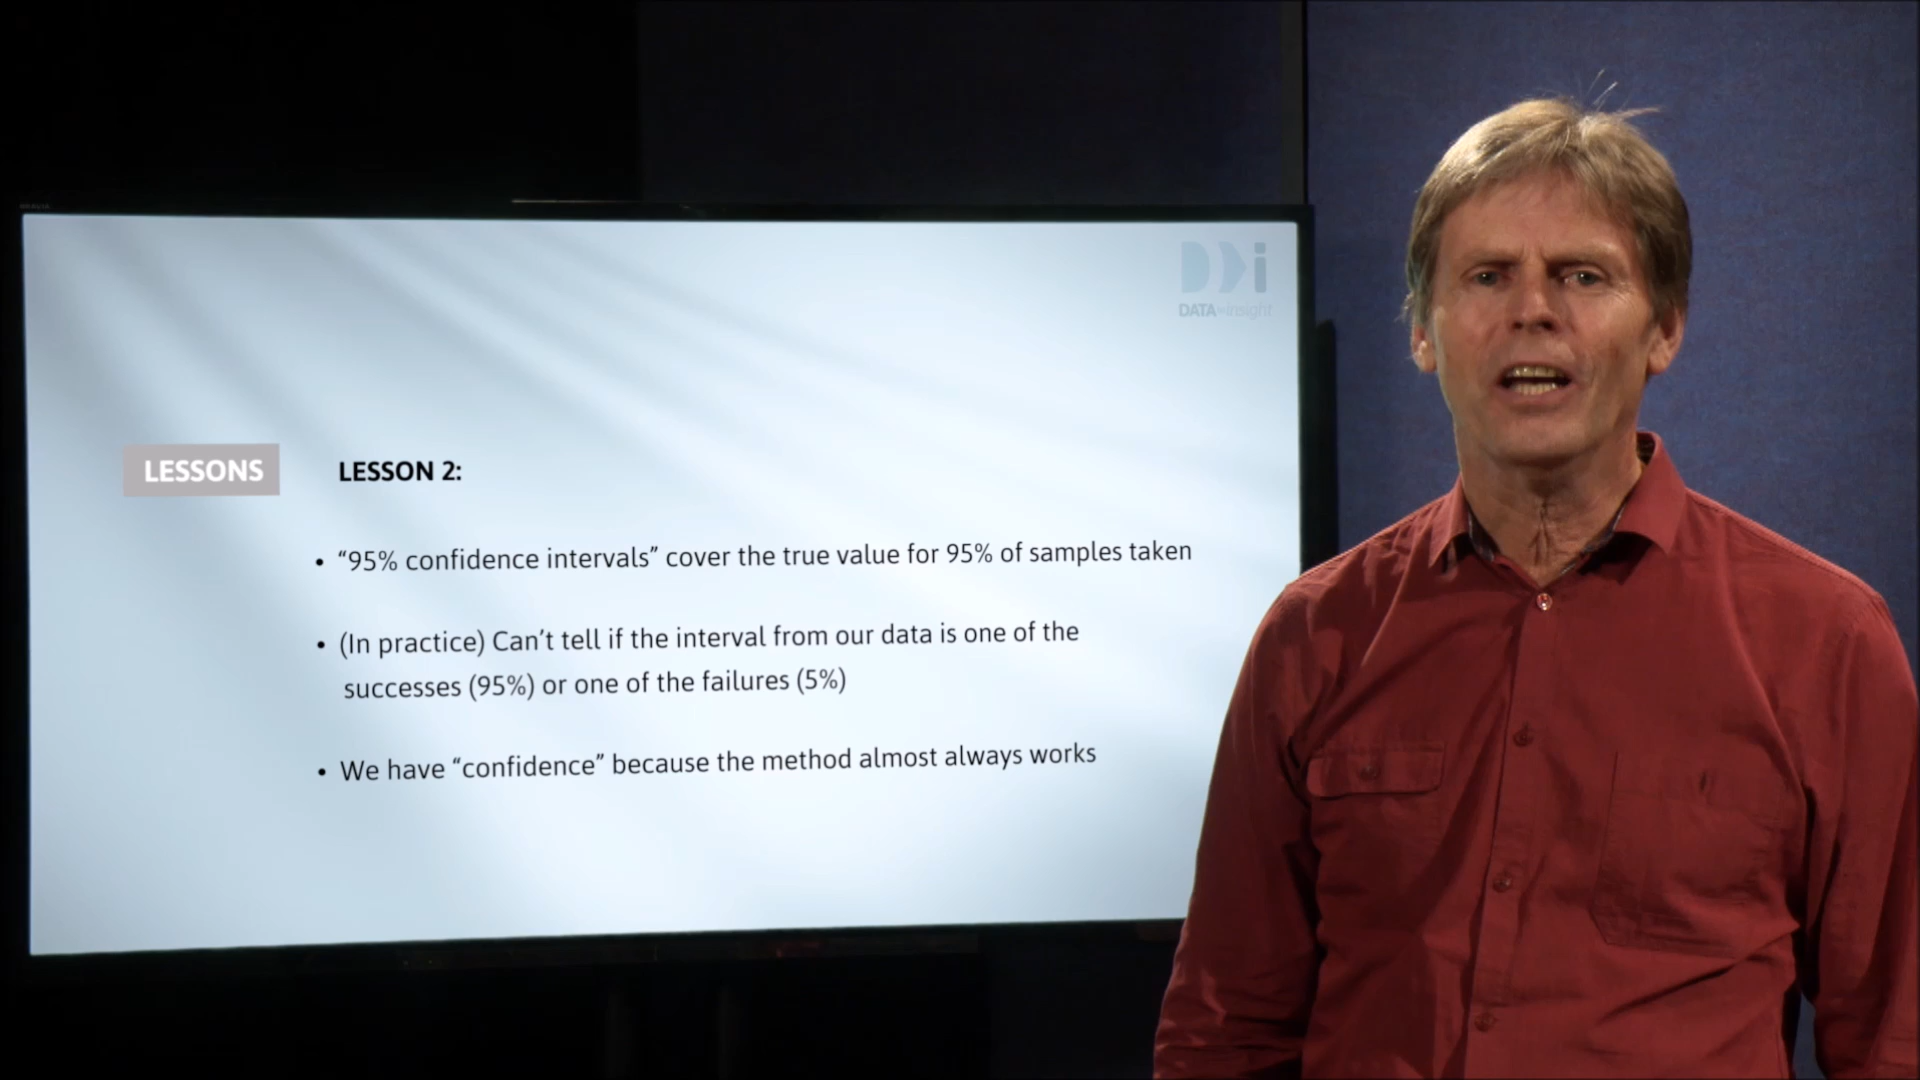 DATA to insight
LESSONS
LESSON 2:
• “95% confidence intervals” cover the true value for 95% of samples taken
• (In practice) Can’t tell if the interval from our data is one of the
successes (95%) or one of the failures (5%)
• We have “confidence” because the method almost always works